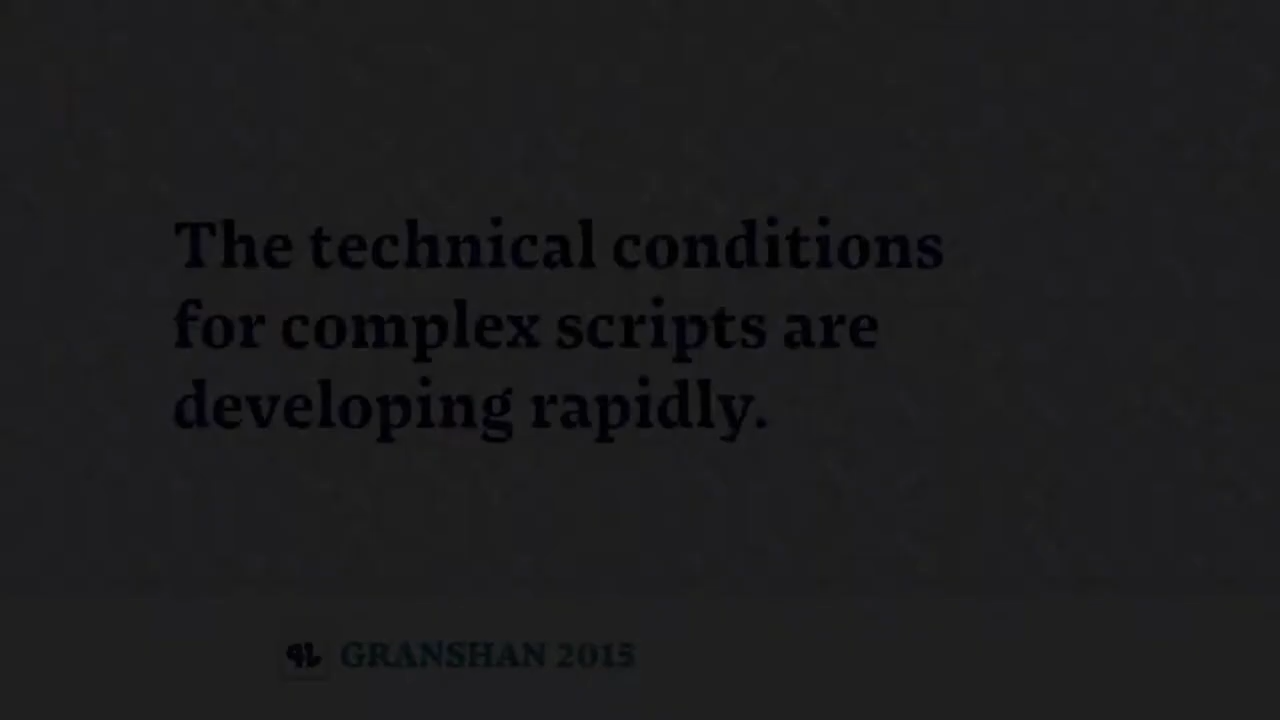 The technical conditions
for complex scripts are
developing rapidly.
GRANSHAN 2015